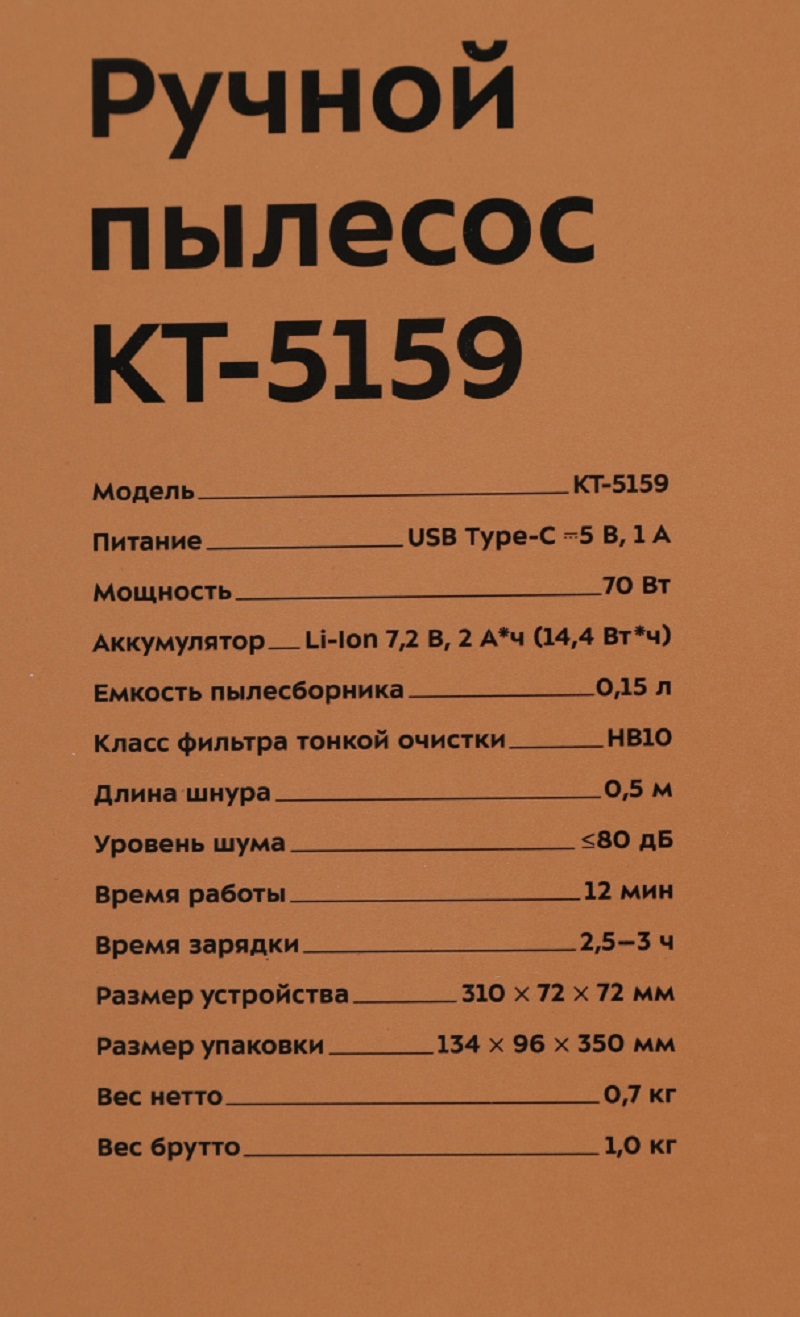 Ручной
пылесос
КТ-5159
Модель КТ-5159
Питание USB Type-C ⎓5 В, 1 А
Мощность 70 Вт
Аккумулятор Li-Ion 7,2 В, 2 А*ч (14,4 Вт*ч)
Емкость пылесборника 0,15 л
Класс фильтра тонкой очистки HB10
Длина шнура 0,5 м
Уровень шума ≤80 дБ
Время работы 12 мин
Время зарядки 2,5–3 ч
Размер устройства 310 × 72 × 72 мм
Размер упаковки 134 × 96 × 350 мм
Вес нетто 0,7 кг
Вес брутто 1,0 кг